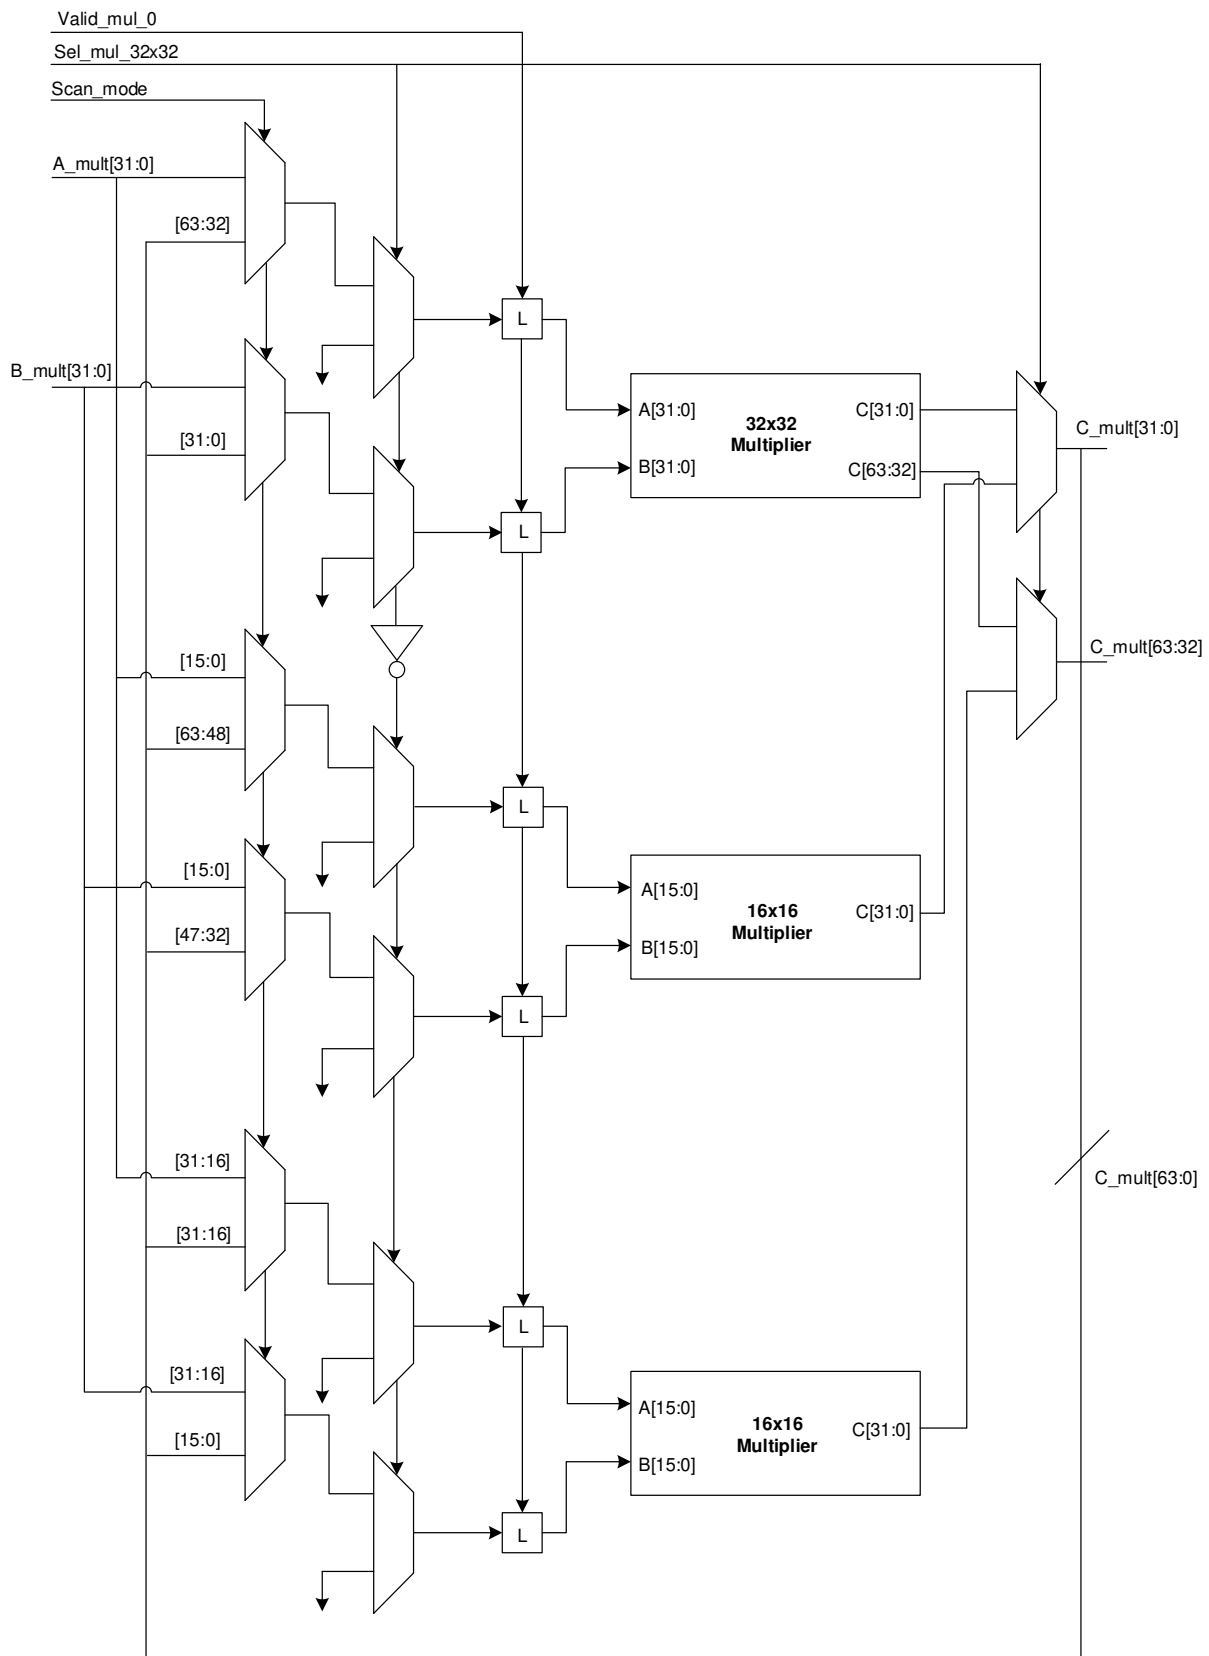 Valid_mul_0
Sel_mul_32x32
Scan_mode
A_mult[31:0]
[63:32]
L
B_mult[31:0]
[31:0]
A[31:0]
32x32
Multiplier
C[31:0]
B[31:0]
C[63:32]
C_mult[31:0]
L
[15:0]
[63:48]
C_mult[63:32]
L
[15:0]
[47:32]
A[15:0]
16x16
Multiplier
C[31:0]
B[15:0]
L
[31:16]
[31:16]
C_mult[63:0]
L
[31:16]
[15:0]
A[15:0]
16x16
Multiplier
C[31:0]
B[15:0]
L